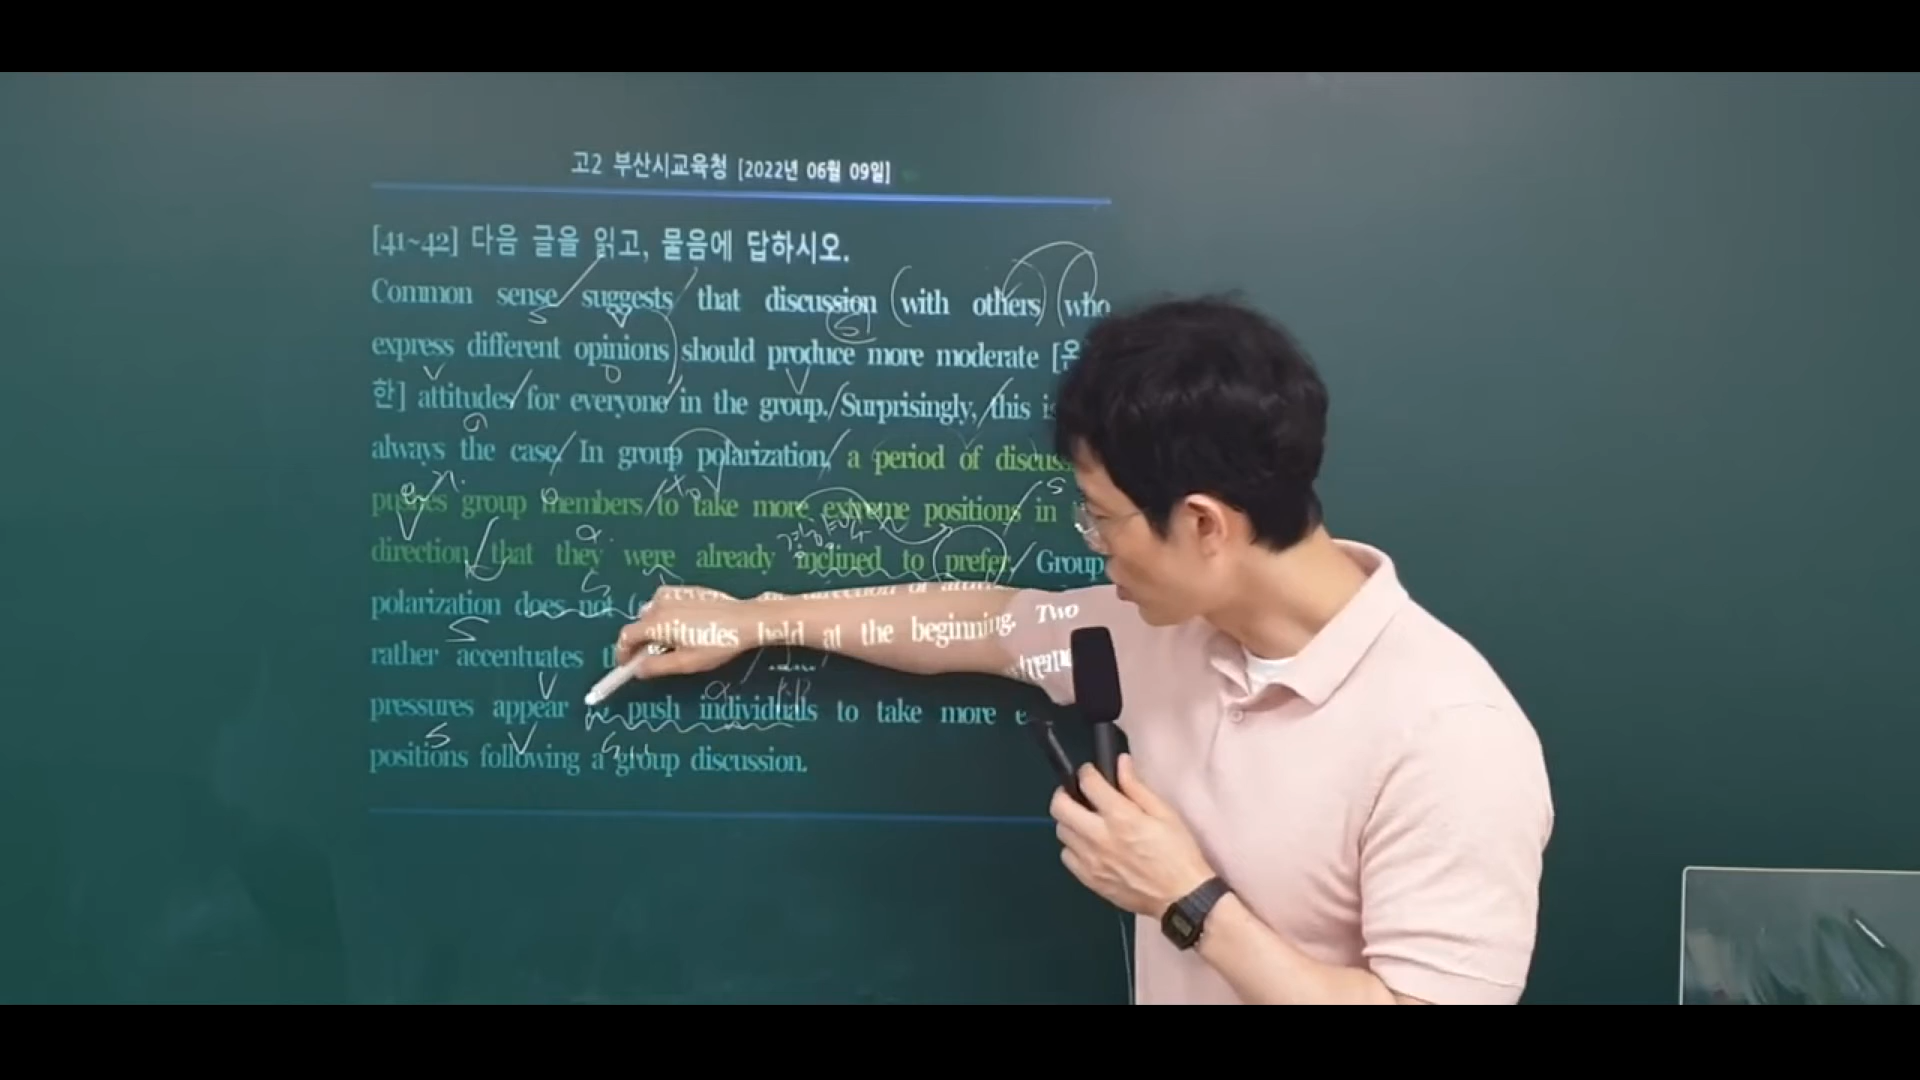 고2 부산시교육청 [2022년 06월 09일]
[41~42] 다음 글을 읽고, 물음에 답하시오.
Common sense suggests that discussion with others who
express different opinions should produce more moderate [온
한] attitudes for everyone in the group. Surprisingly, this is
always the case. In group polarization, a period of
pushes group members to take more extreme positions in
direction that they were already inclined to prefer. Group
polarization does not
attitudes held at the beginning. Two
rather accentuates
pressures appear to push individuals to take more
positions following a group discussion.